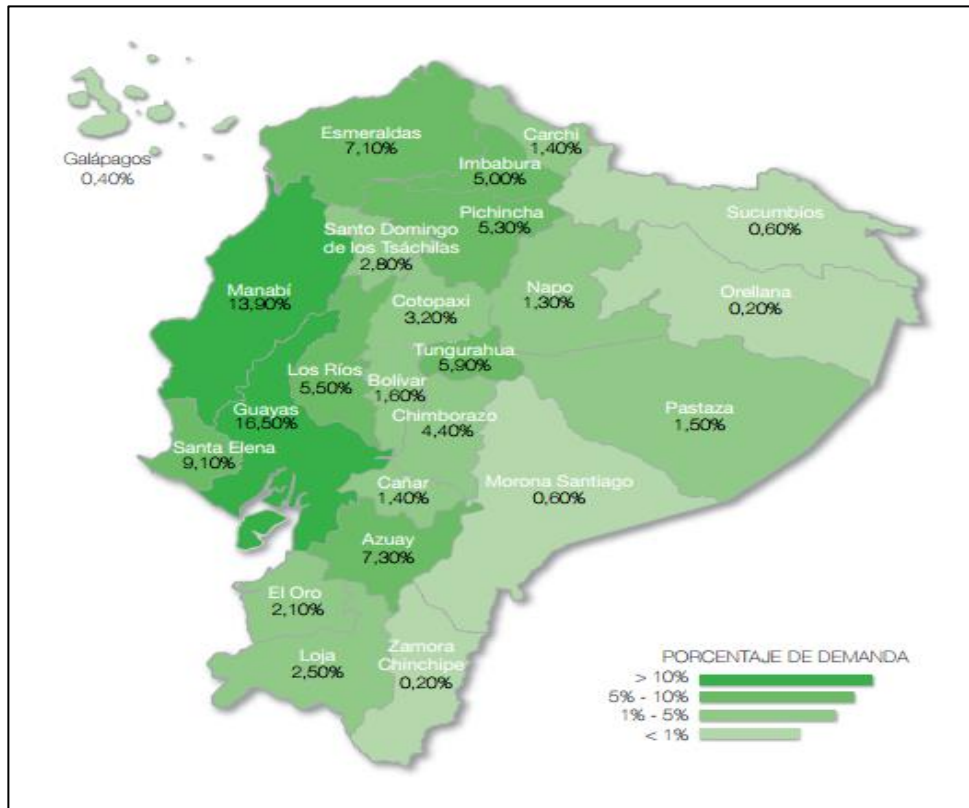 Galápagos
0,40%
Esmeraldas
7,10%
Carchi
1,40%
Imbabura
5,00%
Pichincha
5,30%
Sucumbíos
0,60%
Santo Domingo
de los Tsáchilas
2,80%
Manabí
13,90%
Cotopaxi
3,20%
Napo
1,30%
Orellana
0,20%
Tungurahua
5,90%
Los Ríos
5,50%
Bolívar
1,60%
Pastaza
1,50%
Guayas
16,50%
Chimborazo
4,40%
Santa Elena
9,10%
Cañar
1,40%
Morona Santiago
0,60%
Azuay
7,30%
El Oro
2,10%
Loja
2,50%
Zamora
Chinchipe
0,20%
PORCENTAJE DE DEMANDA
> 10%
5% - 10%
1% - 5%
< 1%